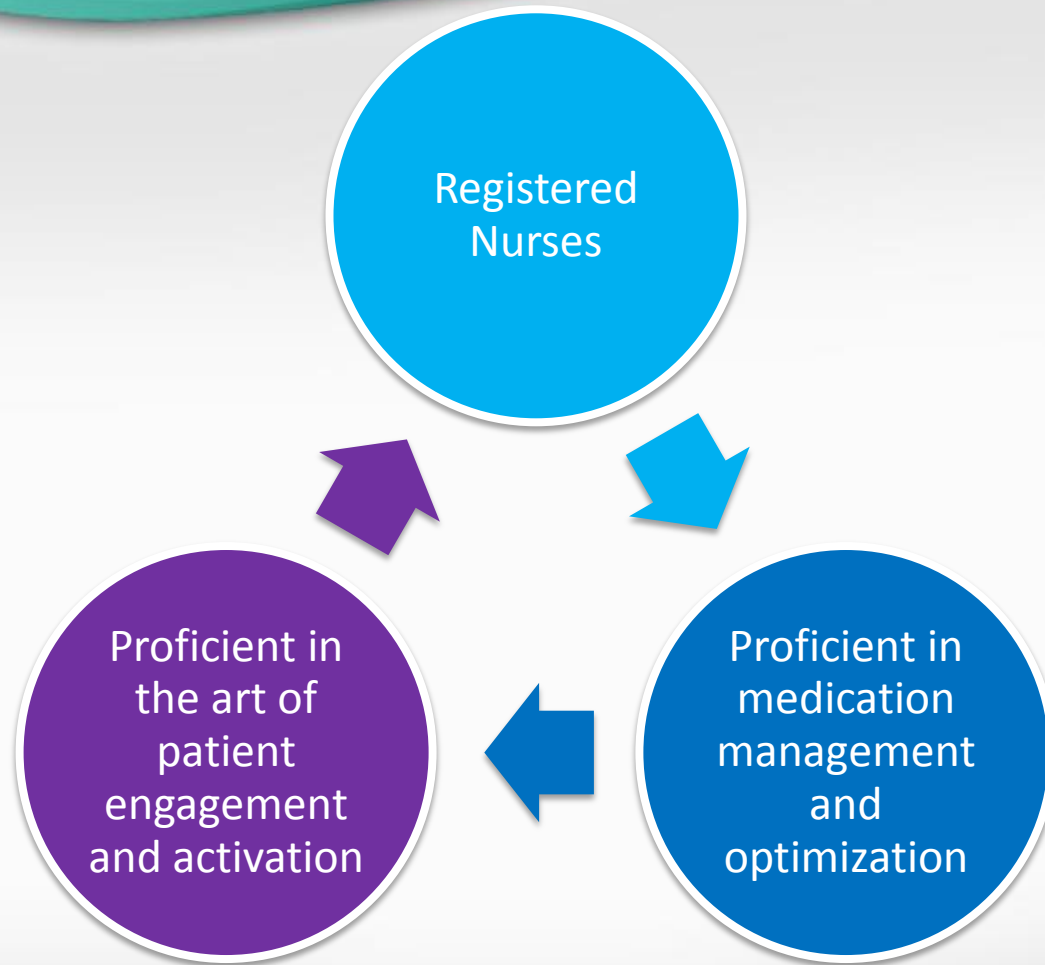 Registered
Nurses
Proficient in
medication
management
and
optimization
Proficient in
the art of
patient
engagement
and activation